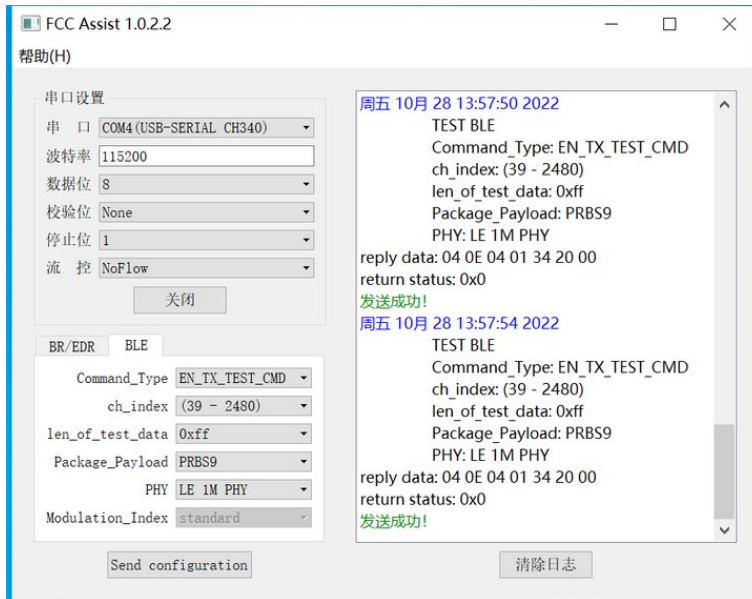 FCC Assist 1.0.2.2
帮助(H)
串口设置
串 口 COM4(USB-SERIAL CH340)
波特率 115200
数据位 8
校验位 None
停止位 1
流 控 NoFlow
关闭
BR/EDR BLE
Command_Type EN_TX_TEST_CMD
ch_index (39 - 2480)
len_of_test_data 0xff
Package_Payload PRBS9
PHY LE 1M PHY
Modulation_Index standard
Send configuration
周五 10月 28 13:57:50 2022
TEST BLE
Command_Type: EN_TX_TEST_CMD
ch_index: (39 - 2480)
len_of_test_data: 0xff
Package_Payload: PRBS9
PHY: LE 1M PHY
reply data: 04 0E 04 01 34 20 00
return status: 0x0
发送成功!
周五 10月 28 13:57:54 2022
TEST BLE
Command_Type: EN_TX_TEST_CMD
ch_index: (39 - 2480)
len_of_test_data: 0xff
Package_Payload: PRBS9
PHY: LE 1M PHY
reply data: 04 0E 04 01 34 20 00
return status: 0x0
发送成功!
清除日志